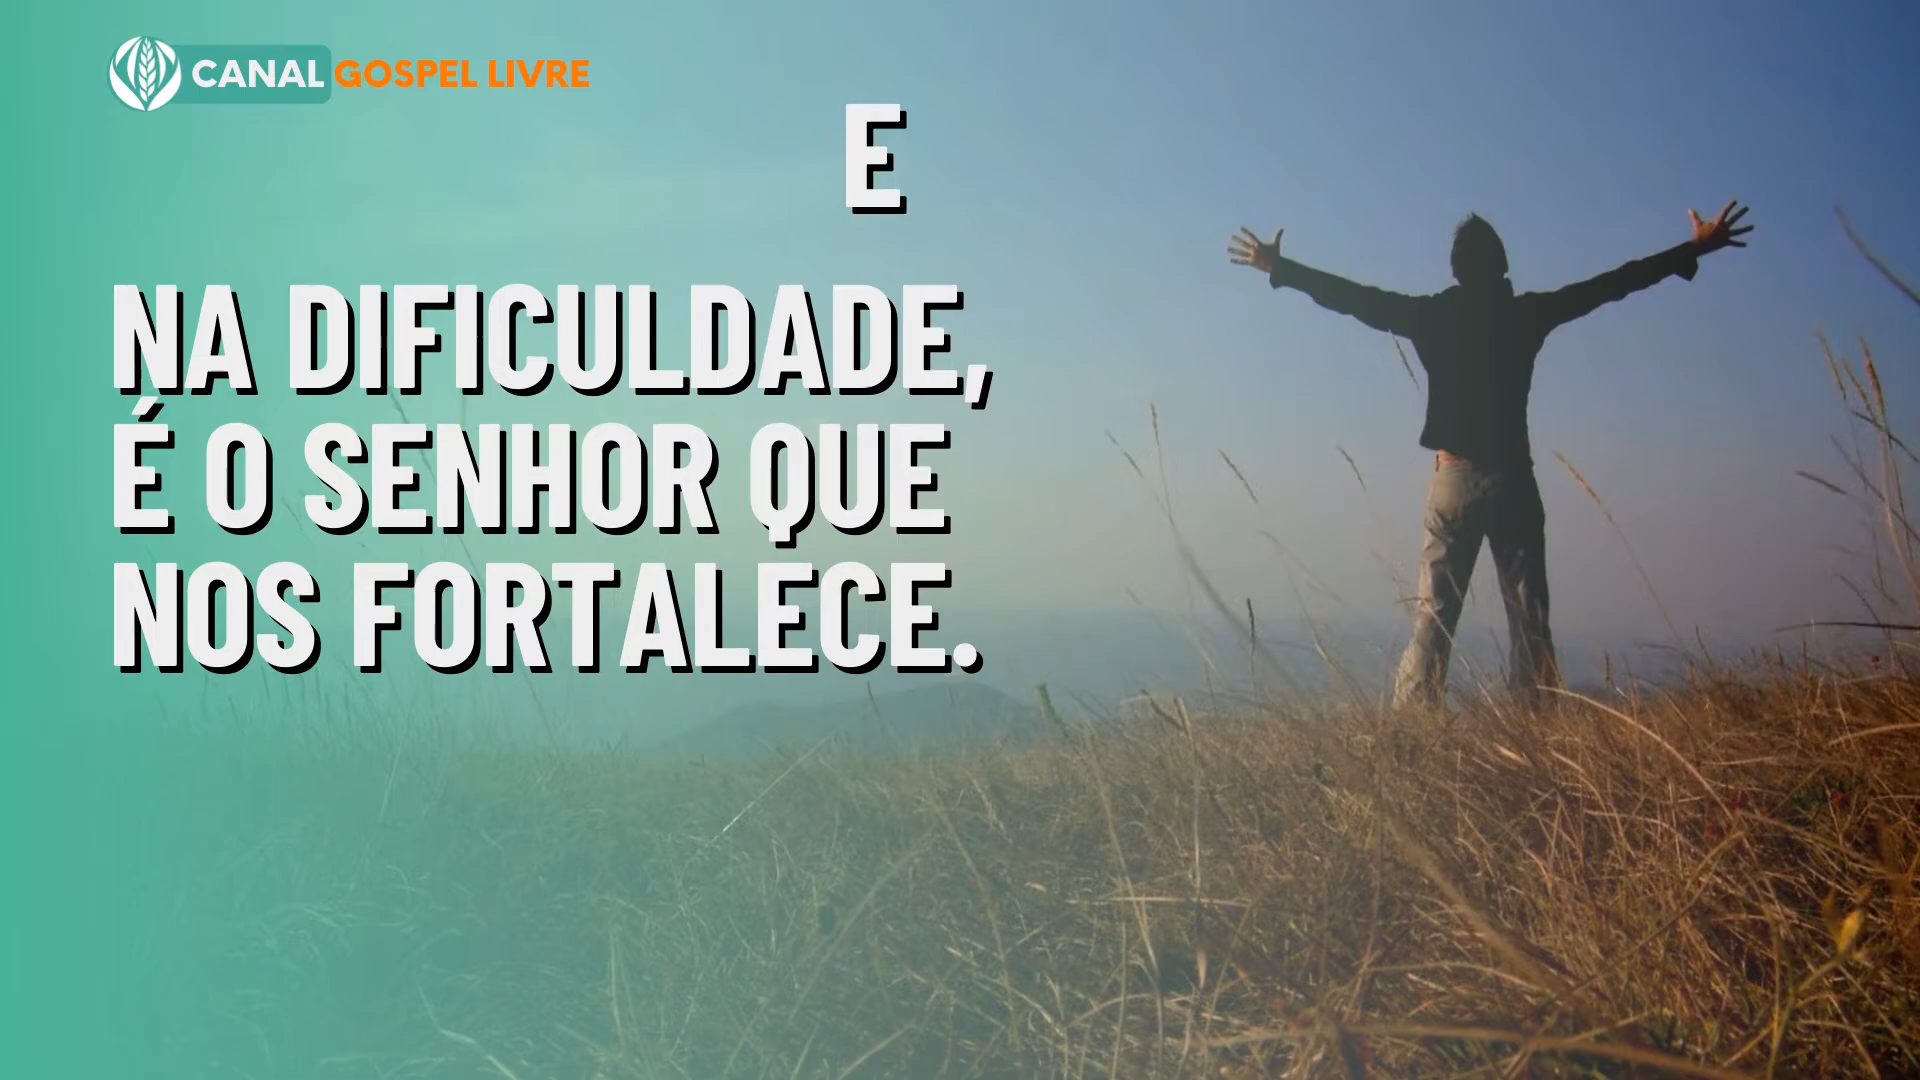 CANAL GOSPEL LIVRE
E
NA DIFICULDADE,
É O SENHOR QUE
NOS FORTALECE.